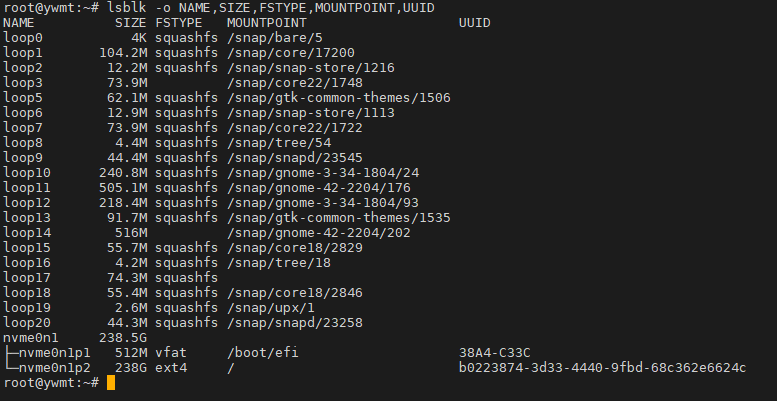 root@ywmt:~# lsblk -o NAME,SIZE,FSTYPE,MOUNTPOINT,UUID
NAME          SIZE FSTYPE   MOUNTPOINT                    UUID
loop0           4K squashfs /snap/bare/5
loop1       104.2M squashfs /snap/core/17200
loop2        12.2M squashfs /snap/snap-store/1216
loop3        73.9M          /snap/core22/1748
loop5        62.1M squashfs /snap/gtk-common-themes/1506
loop6        12.9M squashfs /snap/snap-store/1113
loop7        73.9M squashfs /snap/core22/1722
loop8         4.4M squashfs /snap/tree/54
loop9        44.4M squashfs /snap/snapd/23545
loop10      240.8M squashfs /snap/gnome-3-34-1804/24
loop11      505.1M squashfs /snap/gnome-42-2204/176
loop12      218.4M squashfs /snap/gnome-3-34-1804/93
loop13       91.7M squashfs /snap/gtk-common-themes/1535
loop14        516M          /snap/gnome-42-2204/202
loop15       55.7M squashfs /snap/core18/2829
loop16        4.2M squashfs /snap/tree/18
loop17       74.3M squashfs
loop18       55.4M squashfs /snap/core18/2846
loop19        2.6M squashfs /snap/upx/1
loop20       44.3M squashfs /snap/snapd/23258
nvme0n1     238.5G
├─nvme0n1p1   512M vfat     /boot/efi                     38A4-C33C
└─nvme0n1p2   238G ext4     /                             b0223874-3d33-4440-9fbd-68c362e6624c
root@ywmt:~#